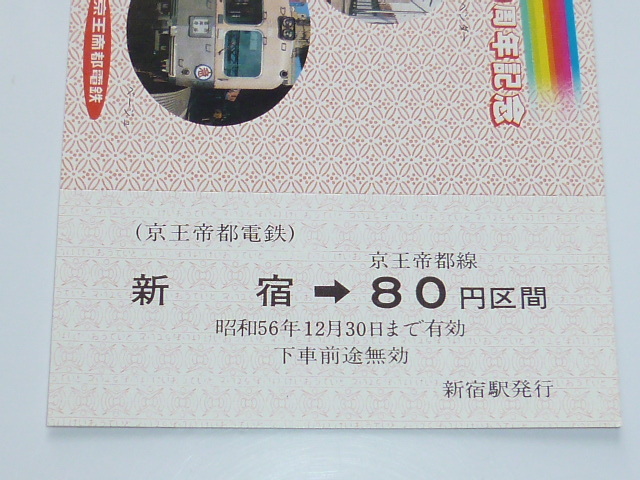 京王帝都電鉄
周年記念
(京王帝都電鉄)
京王帝都線
新 宿 ➡ 80円区間
昭和56年12月30日まで有効
下車前途無効
新宿駅発行